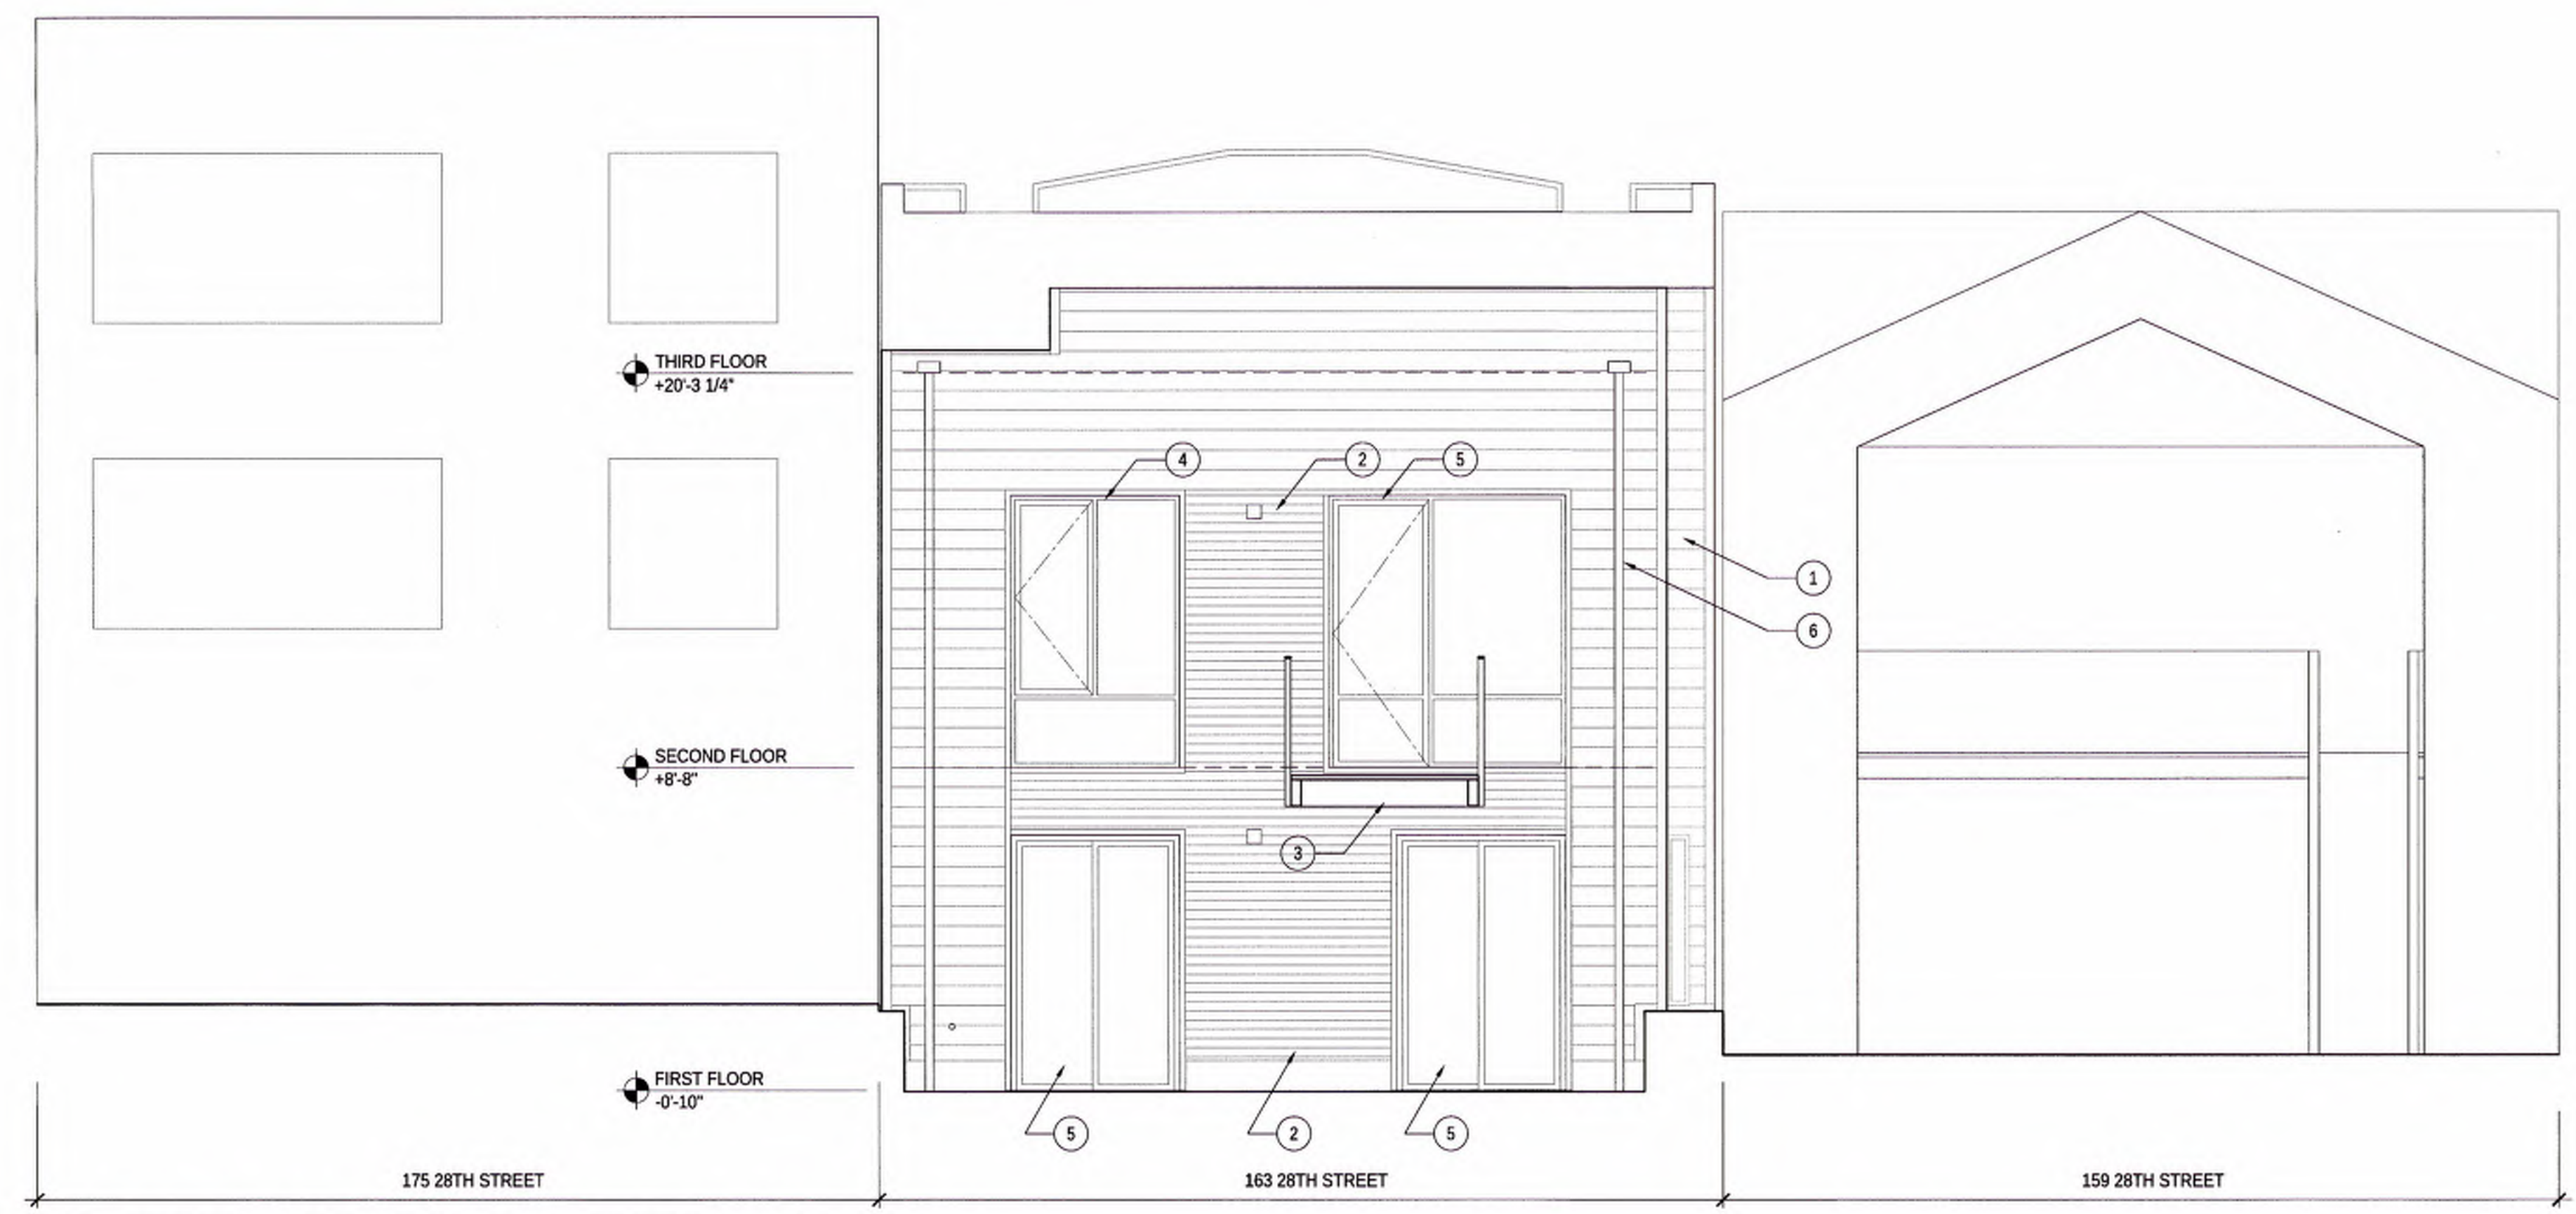 THIRD FLOOR
+20'-3 1/4"
4
2
5
1
6
SECOND FLOOR
+8'-8"
3
FIRST FLOOR
-0'-10"
5
2
5
175 28TH STREET
163 28TH STREET
159 28TH STREET